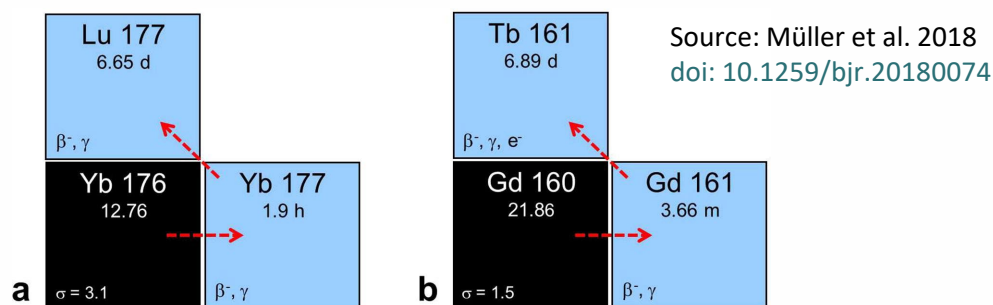 Lu 177
6.65 d
β⁻, γ
Yb 176
12.76
σ = 3.1
Yb 177
1.9 h
β⁻, γ
a
Tb 161
6.89 d
β⁻, γ, e⁻
Gd 160
21.86
σ = 1.5
Gd 161
3.66 m
β⁻, γ
b
Source: Müller et al. 2018
doi: 10.1259/bjr.20180074